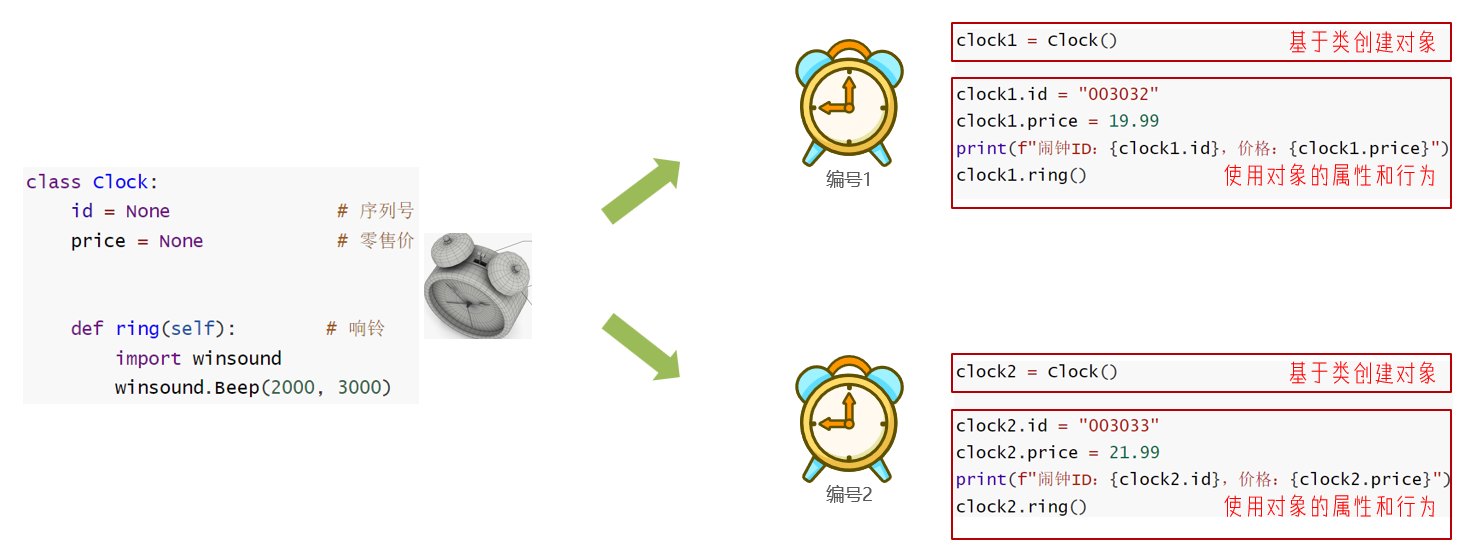 class Clock:
    id = None               # 序列号
    price = None            # 零售价
    def ring(self):        # 响铃
        import winsound
        winsound.Beep(2000, 3000)
编号1
clock1 = Clock() 基于类创建对象
clock1.id = "003032"
clock1.price = 19.99
print(f"闹钟ID：{clock1.id}，价格：{clock1.price}")
clock1.ring() 使用对象的属性和行为
编号2
clock2 = Clock() 基于类创建对象
clock2.id = "003033"
clock2.price = 21.99
print(f"闹钟ID：{clock2.id}，价格：{clock2.price}")
clock2.ring() 使用对象的属性和行为